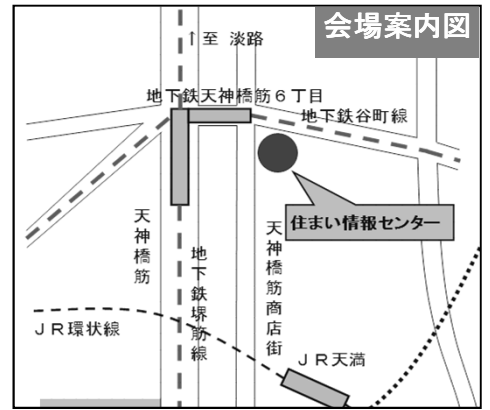 会場案内図
↑至 淡路
地下鉄天神橋筋６丁目
地下鉄谷町線
住まい情報センター
天神橋筋
地下鉄堺筋線
天神橋筋商店街
ＪＲ環状線
ＪＲ天満